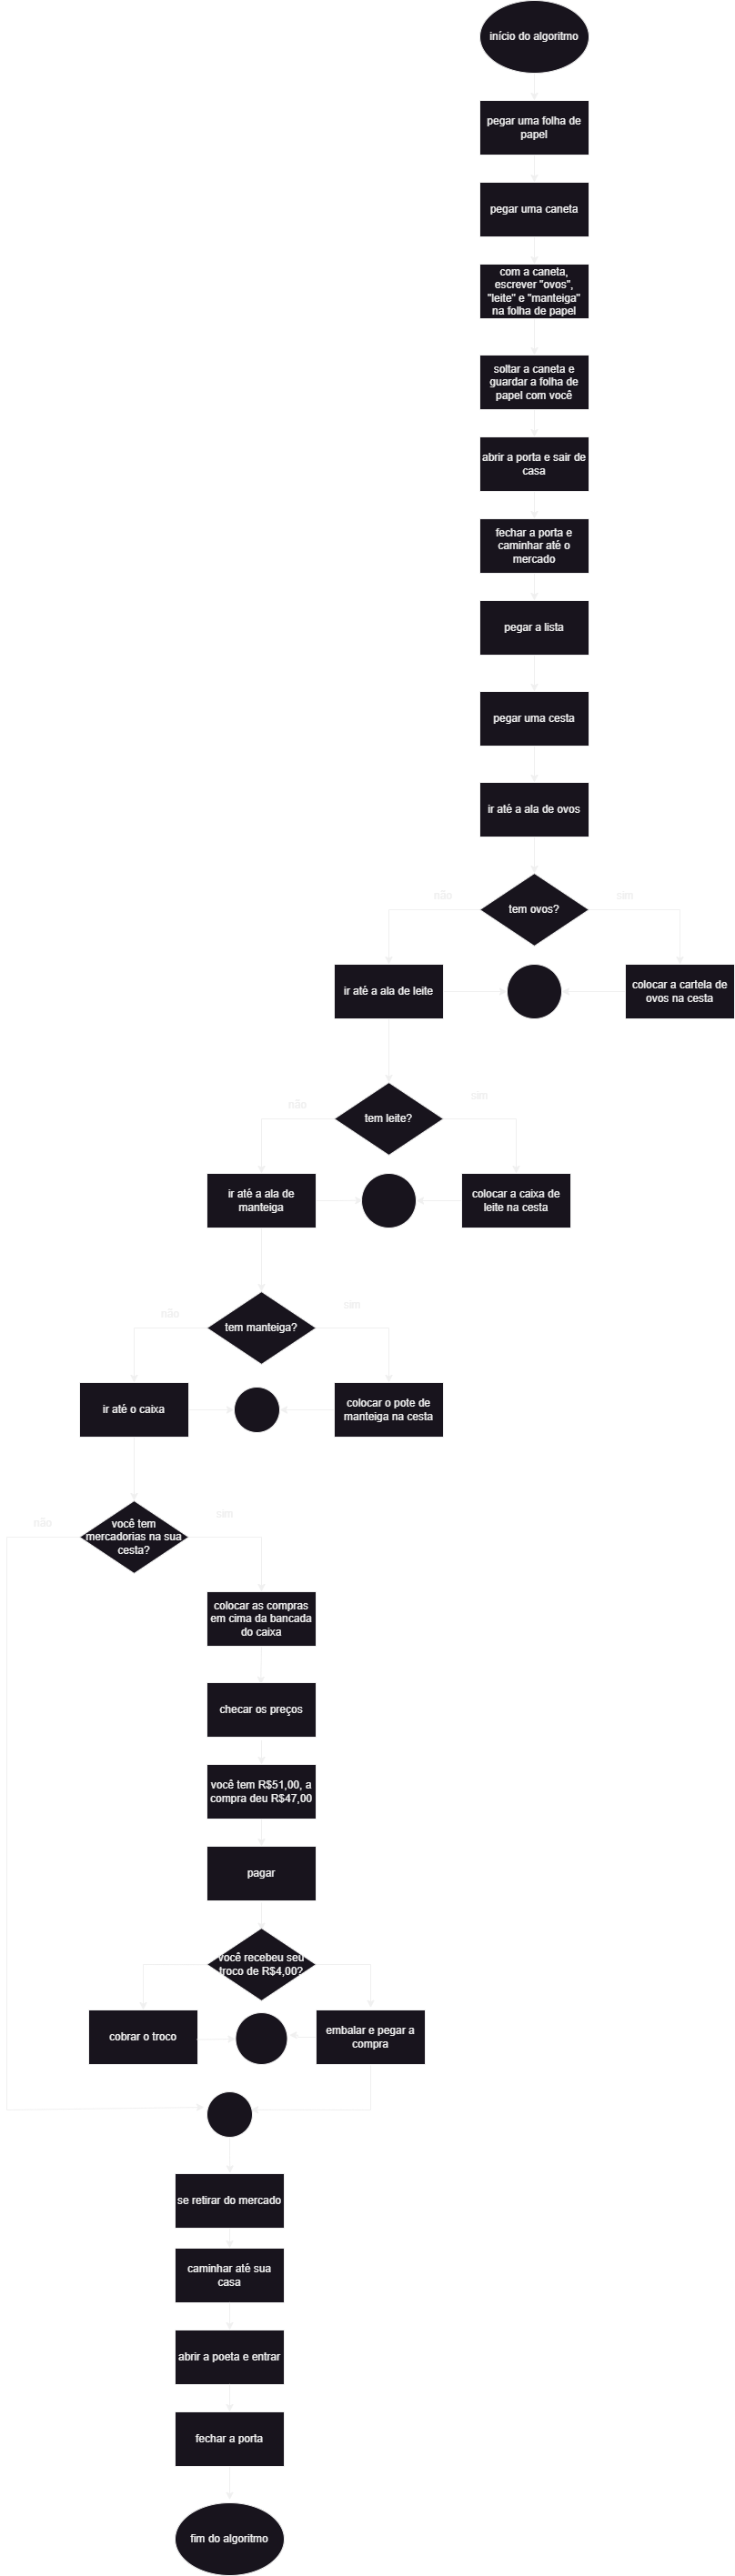 início do algoritmo
pegar uma folha de
papel
pegar uma caneta
com a caneta,
escrever "ovos",
"leite" e "manteiga"
na folha de papel
soltar a caneta e
guardar a folha de
papel com você
abrir a porta e sair de
casa
fechar a porta e
caminhar até o
mercado
pegar a lista
pegar uma cesta
ir até a ala de ovos
não
sim
tem ovos?
ir até a ala de leite
colocar a cartela de
ovos na cesta
não
sim
tem leite?
ir até a ala de
manteiga
colocar a caixa de
leite na cesta
não
sim
tem manteiga?
ir até o caixa
colocar o pote de
manteiga na cesta
não
sim
você tem
mercadorias na sua
cesta?
colocar as compras
em cima da bancada
do caixa
checar os preços
você tem R$51,00, a
compra deu R$47,00
pagar
você recebeu seu
troco de R$4,00?
cobrar o troco
embalar e pegar a
compra
se retirar do mercado
caminhar até sua
casa
abrir a poeta e entrar
fechar a porta
fim do algoritmo